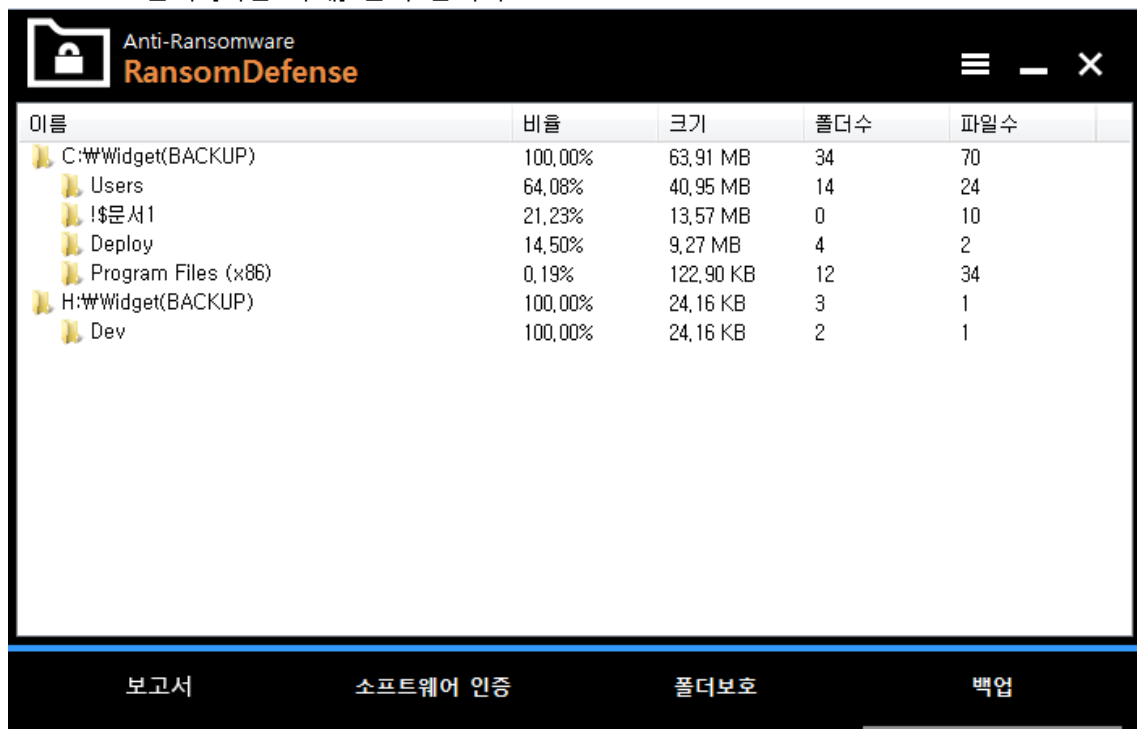 Anti-Ransomware
RansomDefense
이름 비율 크기 폴더수 파일수
C:₩Widget(BACKUP) 100,00% 63,91 MB 34 70
Users 64,08% 40,95 MB 14 24
!$문서1 21,23% 13,57 MB 0 10
Deploy 14,50% 9,27 MB 4 2
Program Files (x86) 0,19% 122,90 KB 12 34
H:₩Widget(BACKUP) 100,00% 24,16 KB 3 1
Dev 100,00% 24,16 KB 2 1
보고서 소프트웨어 인증 폴더보호 백업